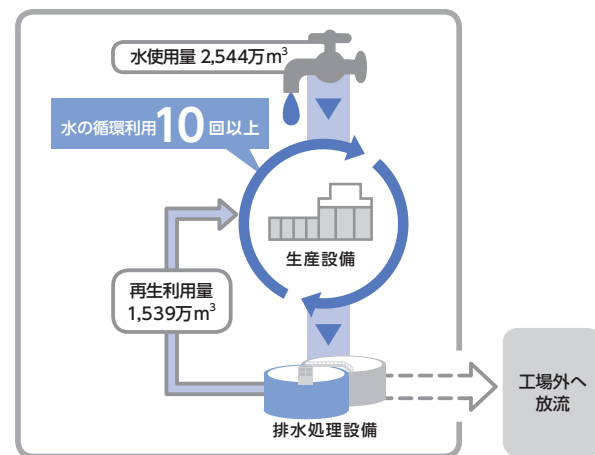 水使用量 2,544万m³
水の循環利用10回以上
生産設備
再生利用量
1,539万m³
工場外へ
放流
排水処理設備